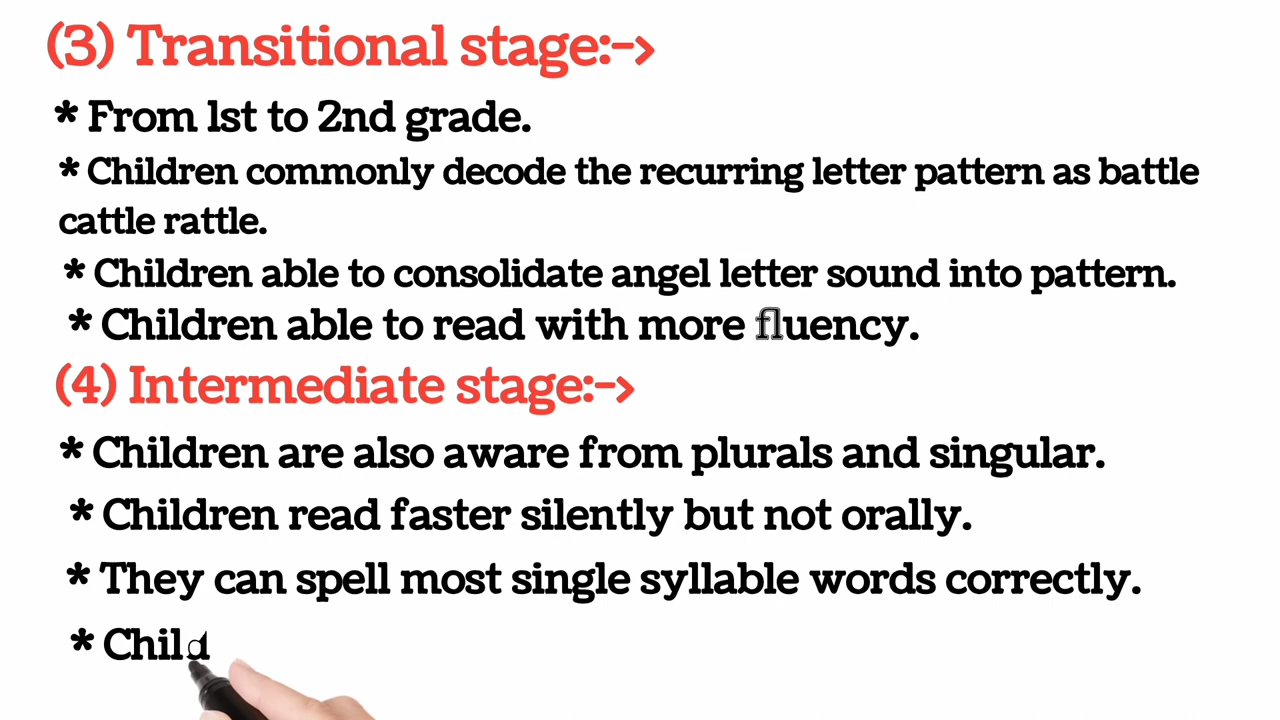 (3) Transitional stage:->
* From 1st to 2nd grade.
* Children commonly decode the recurring letter pattern as battle
cattle rattle.
* Children able to consolidate angel letter sound into pattern.
* Children able to read with more fluency.
(4) Intermediate stage:->
* Children are also aware from plurals and singular.
* Children read faster silently but not orally.
* They can spell most single syllable words correctly.
* Child